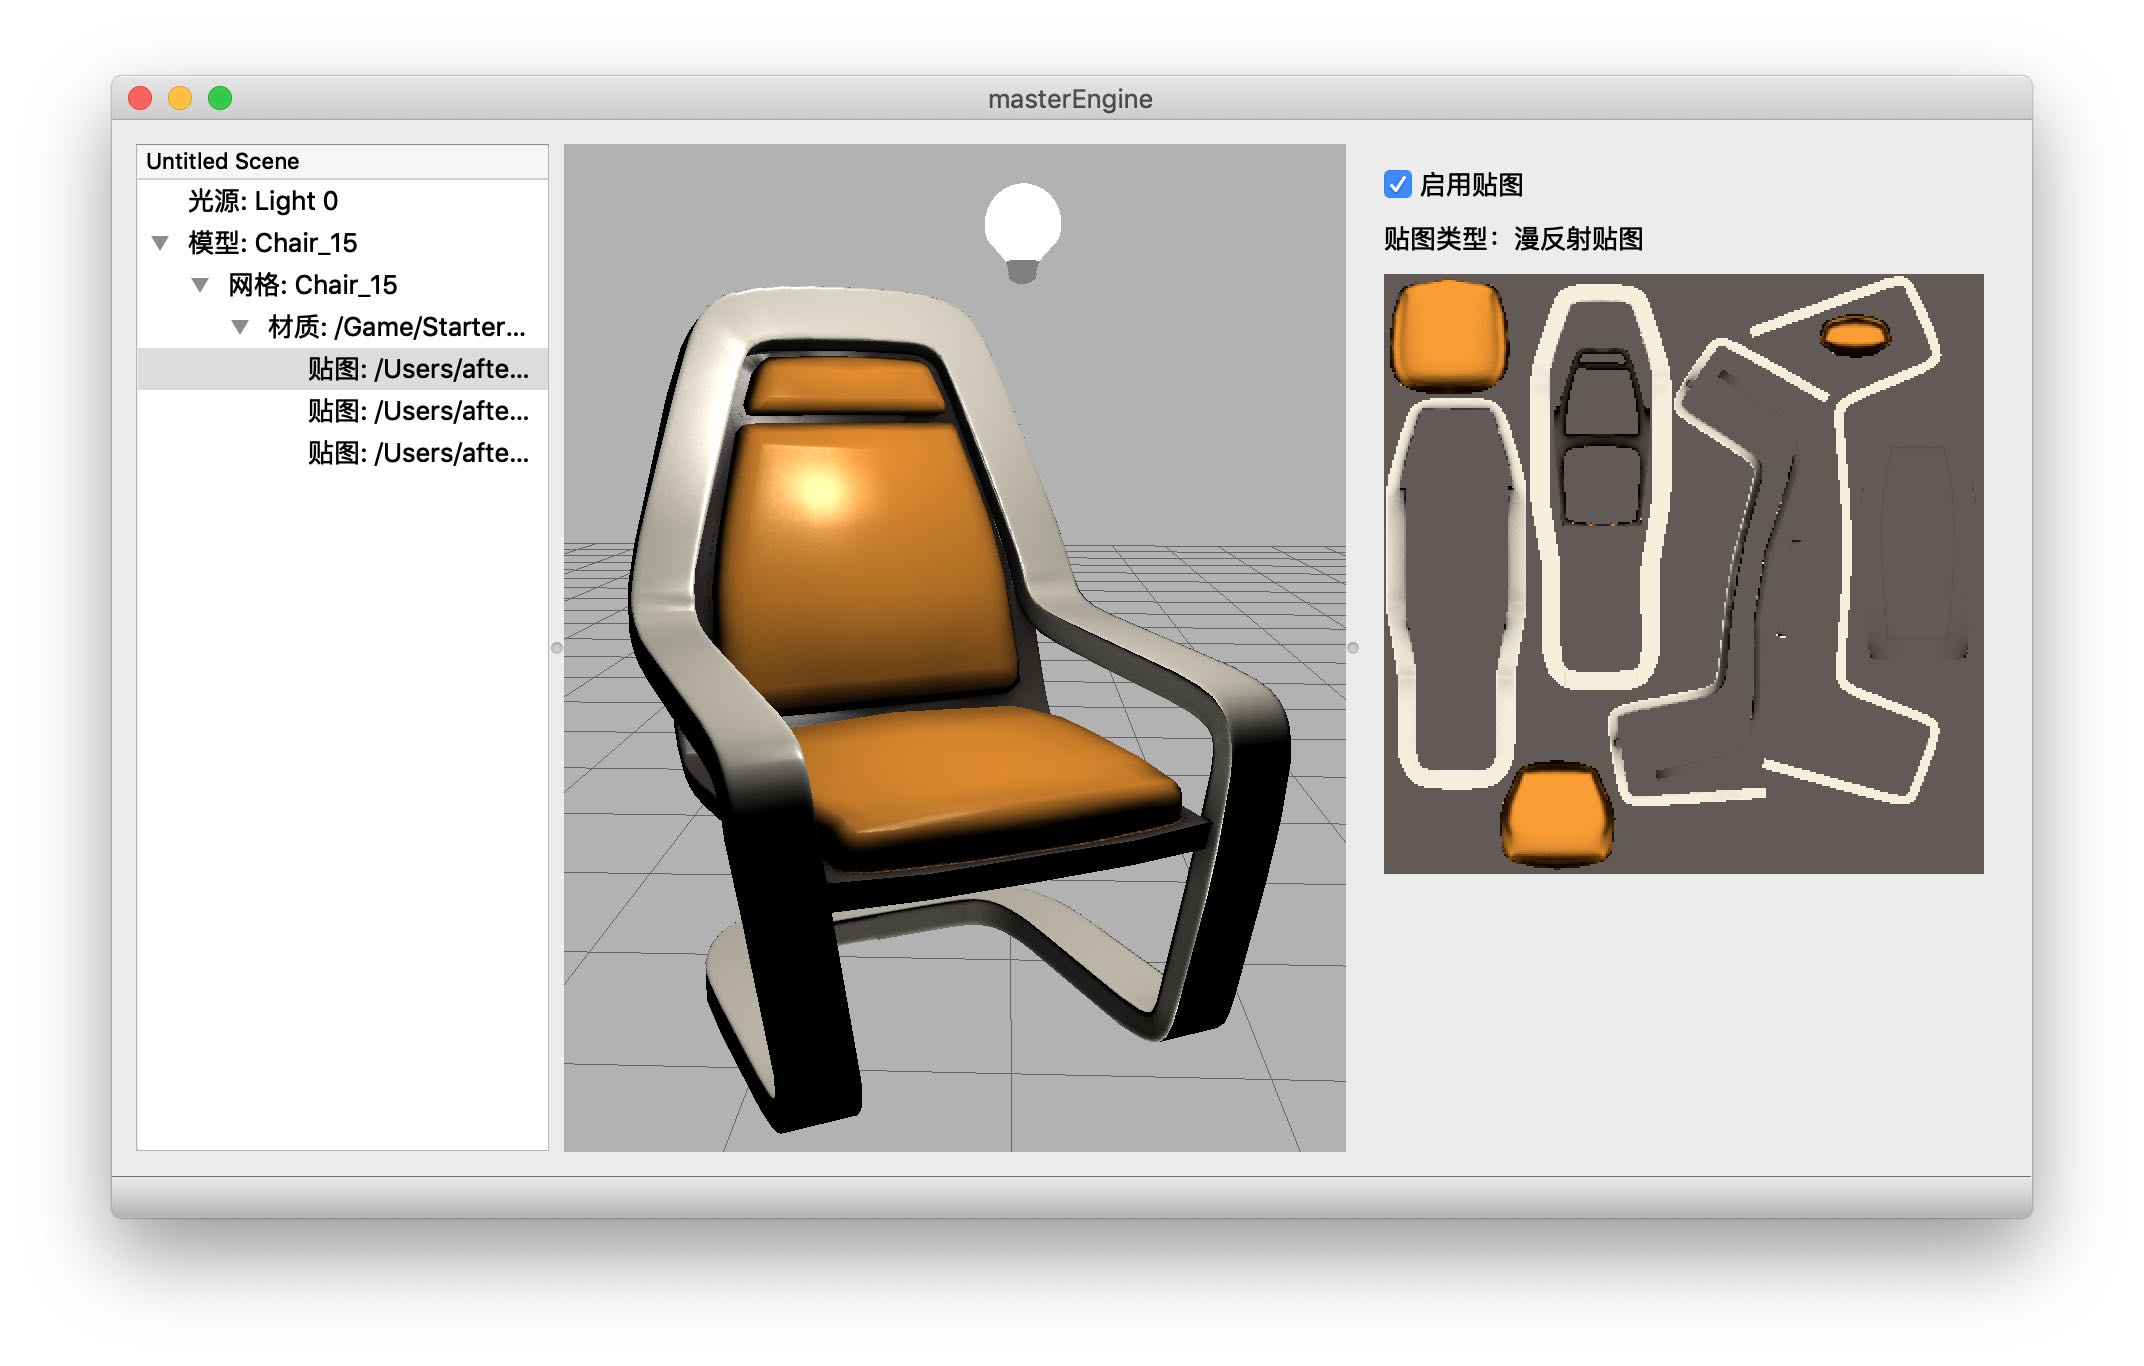 masterEngine
Untitled Scene
光源: Light 0
模型: Chair_15
网格: Chair_15
材质: /Game/Starter...
贴图: /Users/afte...
贴图: /Users/afte...
贴图: /Users/afte...
启用贴图
贴图类型：漫反射贴图